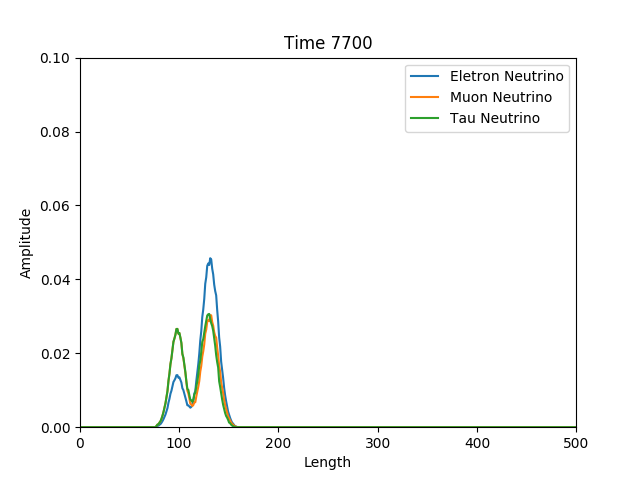 Time 7700
Eletron Neutrino
Muon Neutrino
Tau Neutrino
Amplitude
0.10
0.08
0.06
0.04
0.02
0.00
0 100 200 300 400 500
Length